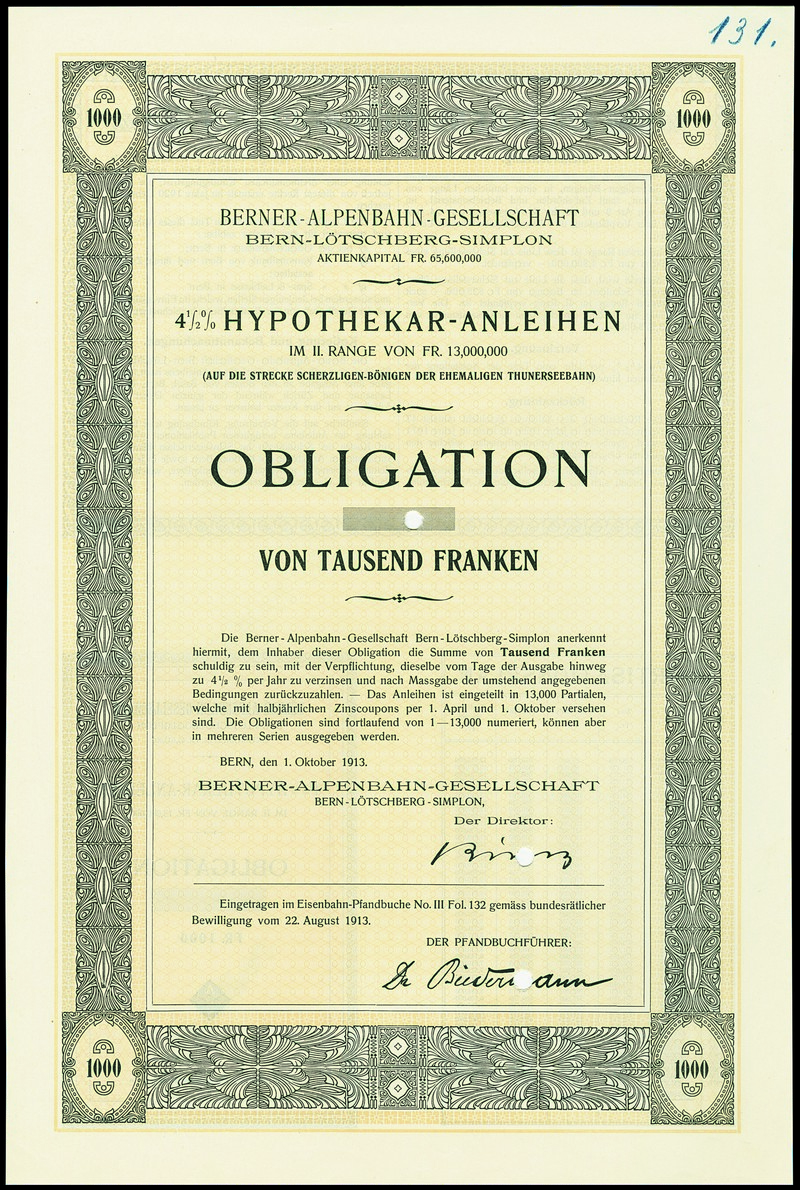 131.
1000 1000
BERNER-ALPENBAHN-GESELLSCHAFT
BERN-LÖTSCHBERG-SIMPLON
AKTIENKAPITAL FR. 65,600,000
4½% HYPOTHEKAR-ANLEIHEN
IM II. RANGE VON FR. 13,000,000
(AUF DIE STRECKE SCHERZLIGEN-BÖNIGEN DER EHEMALIGEN THUNERSEEBAHN)
OBLIGATION
VON TAUSEND FRANKEN
Die Berner-Alpenbahn-Gesellschaft Bern-Lötschberg-Simplon anerkennt
hiermit, dem Inhaber dieser Obligation die Summe von Tausend Franken
schuldig zu sein, mit der Verpflichtung, dieselbe vom Tage der Ausgabe hinweg
zu 4½ % per Jahr zu verzinsen und nach Massgabe der umstehend angegebenen
Bedingungen zurückzuzahlen. — Das Anleihen ist eingeteilt in 13,000 Partialen,
welche mit halbjährlichen Zinscoupons per 1. April und 1. Oktober versehen
sind. Die Obligationen sind fortlaufend von 1—13,000 numeriert, können aber
in mehreren Serien ausgegeben werden.
BERN, den 1. Oktober 1913.
BERNER-ALPENBAHN-GESELLSCHAFT
BERN-LÖTSCHBERG-SIMPLON,
Der Direktor:
Eingetragen im Eisenbahn-Pfandbuche No. III Fol. 132 gemäss bundesrätlicher
Bewilligung vom 22. August 1913.
DER PFANDBUCHFÜHRER:
Dr Biedermann
1000 1000